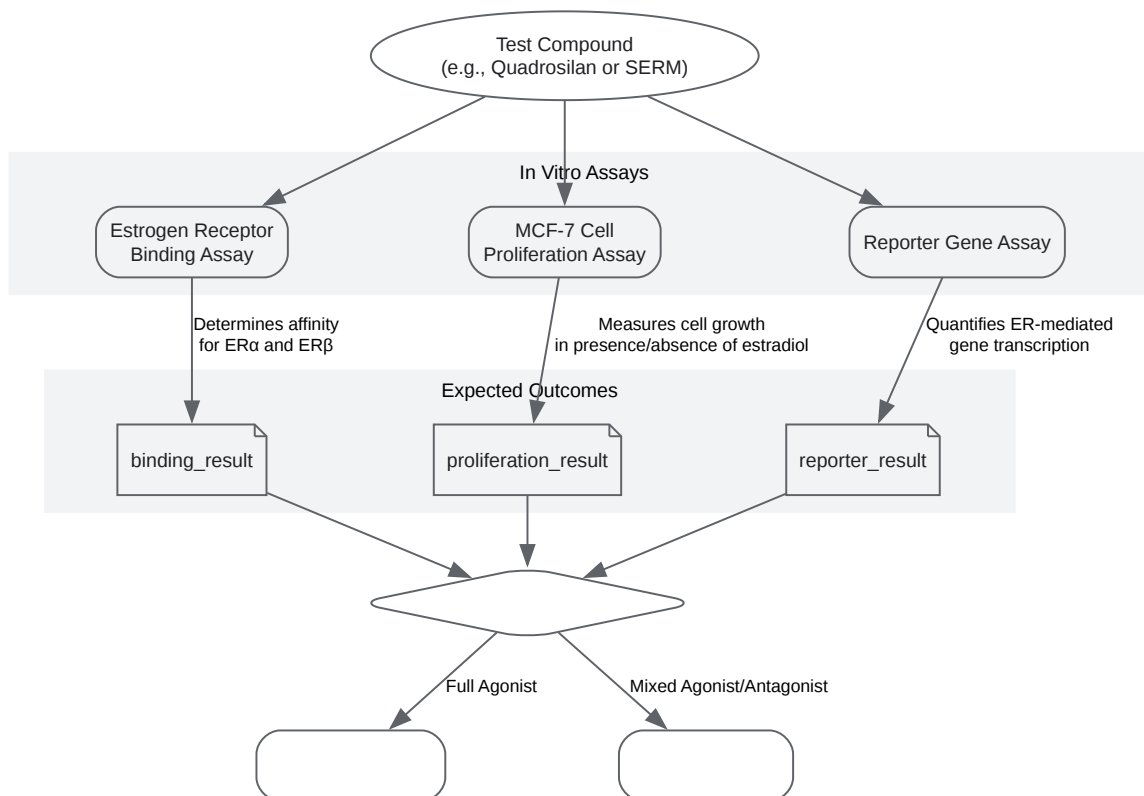 Test Compound
(e.g., Quadrosilan or SERM)
In Vitro Assays
Estrogen Receptor
Binding Assay
MCF-7 Cell
Proliferation Assay
Reporter Gene Assay
Determines affinity
for ERα and ERβ
Measures cell growth
in presence/absence of estradiol
Quantifies ER-mediated
gene transcription
Expected Outcomes
binding_result
proliferation_result
reporter_result
Full Agonist
Mixed Agonist/Antagonist